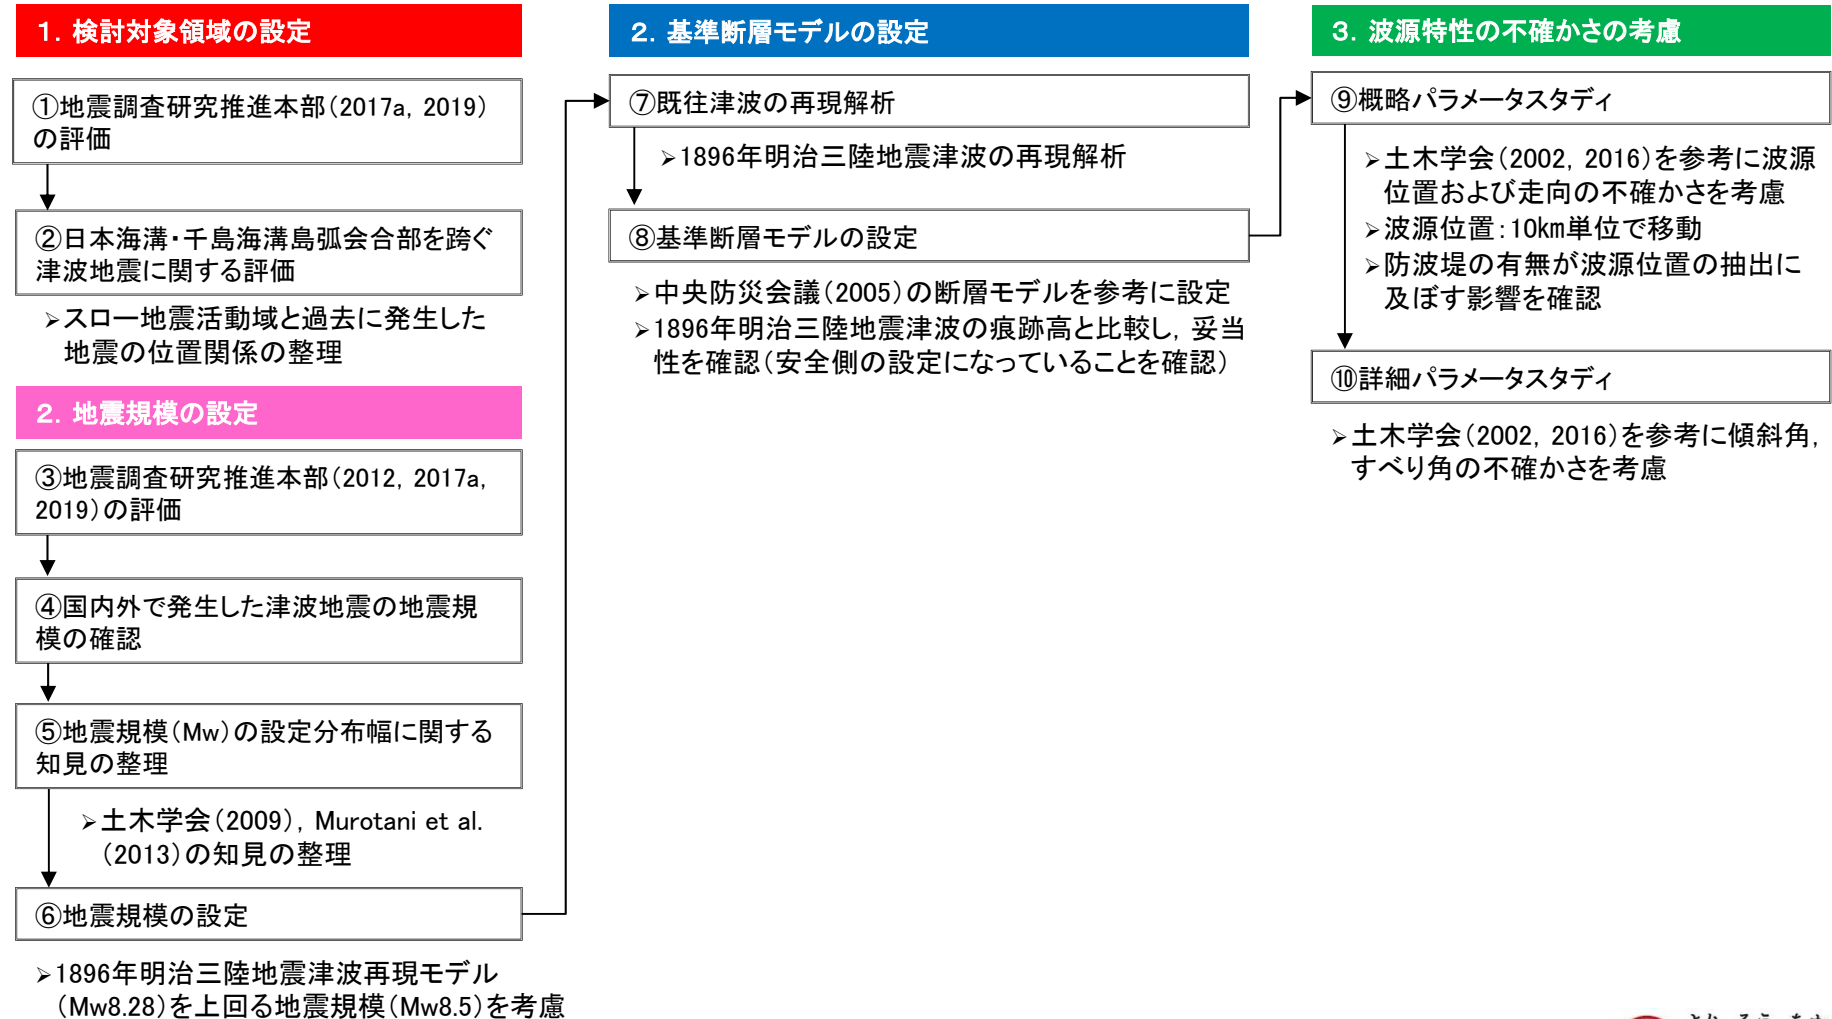 1. 検討対象領域の設定
①地震調査研究推進本部（2017a, 2019）
の評価
②日本海溝・千島海溝島弧会合部を跨ぐ
津波地震に関する評価
➢スロー地震活動域と過去に発生した
地震の位置関係の整理
2. 地震規模の設定
③地震調査研究推進本部（2012, 2017a,
2019）の評価
④国内外で発生した津波地震の地震規
模の確認
⑤地震規模（Mw）の設定分布幅に関する
知見の整理
➢土木学会（2009）, Murotani et al.
（2013）の知見の整理
⑥地震規模の設定
➢1896年明治三陸地震津波再現モデル
（Mw8.28）を上回る地震規模（Mw8.5）を考慮
2. 基準断層モデルの設定
⑦既往津波の再現解析
➢1896年明治三陸地震津波の再現解析
⑧基準断層モデルの設定
➢中央防災会議（2005）の断層モデルを参考に設定
➢1896年明治三陸地震津波の痕跡高と比較し, 妥当
性を確認（安全側の設定になっていることを確認）
3. 波源特性の不確かさの考慮
⑨概略パラメータスタディ
➢土木学会（2002, 2016）を参考に波源
位置および走向の不確かさを考慮
➢波源位置：10km単位で移動
➢防波堤の有無が波源位置の抽出に
及ぼす影響を確認
⑩詳細パラメータスタディ
➢土木学会（2002, 2016）を参考に傾斜角,
すべり角の不確かさを考慮